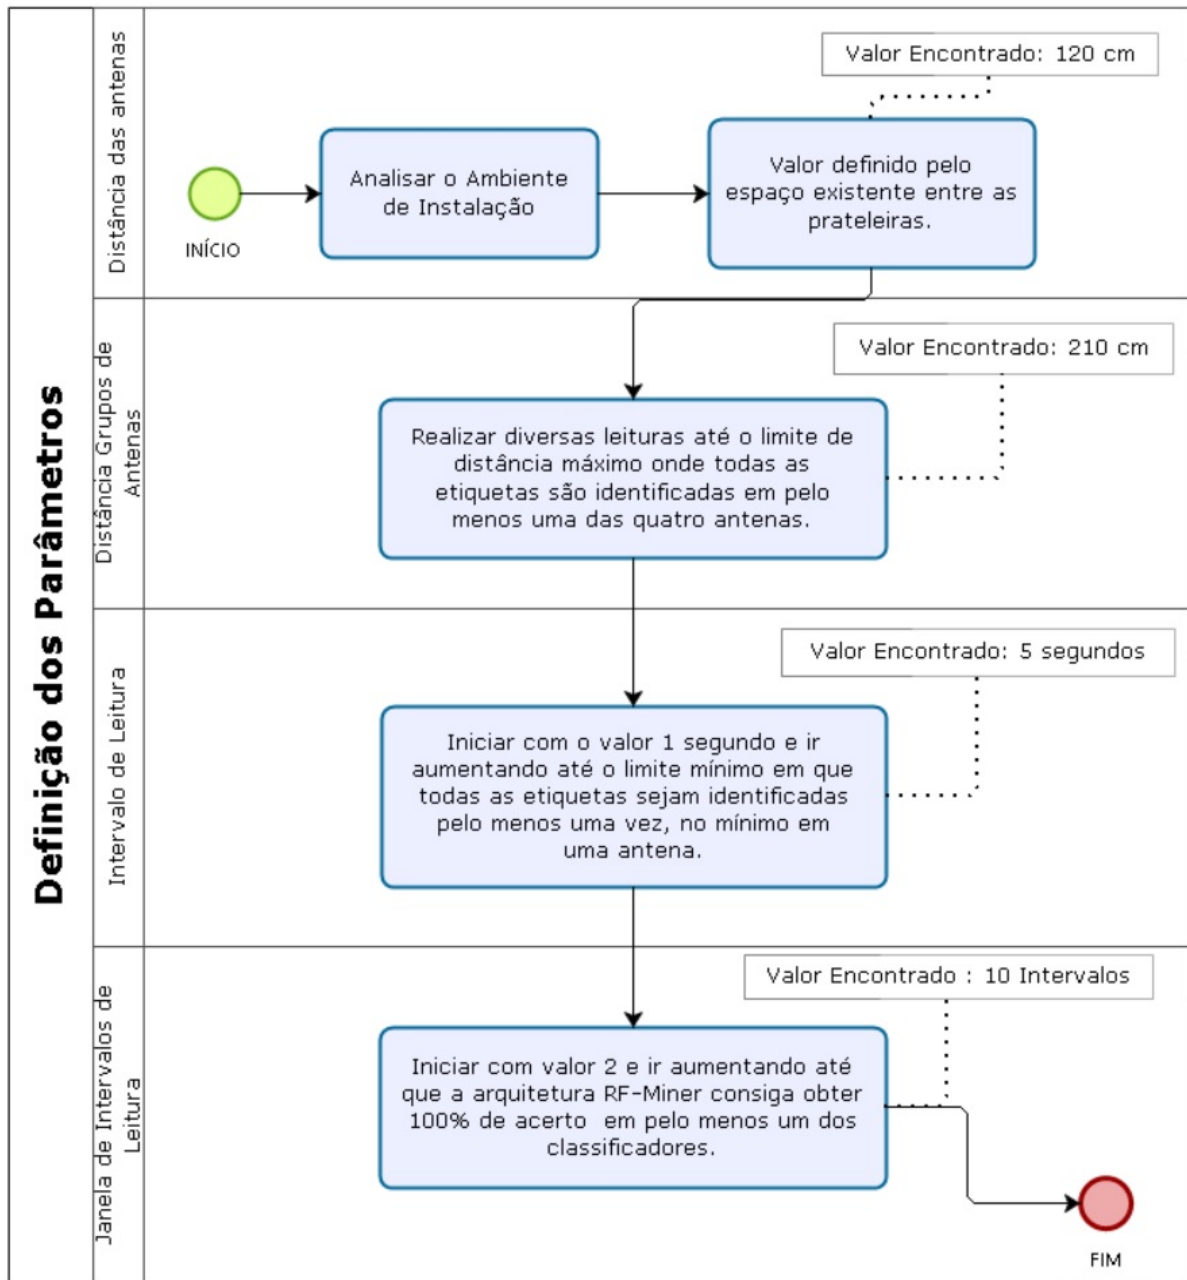 Definição dos Parâmetros
Distância das antenas
Valor Encontrado: 120 cm
INÍCIO
Analisar o Ambiente
de Instalação
Valor definido pelo
espaço existente entre as
prateleiras.
Distância Grupos de
Antenas
Valor Encontrado: 210 cm
Realizar diversas leituras até o limite de
distância máximo onde todas as
etiquetas são identificadas em pelo
menos uma das quatro antenas.
Intervalo de Leitura
Valor Encontrado: 5 segundos
Iniciar com o valor 1 segundo e ir
aumentando até o limite mínimo em que
todas as etiquetas sejam identificadas
pelo menos uma vez, no mínimo em
uma antena.
Janela de Intervalos de
Leitura
Valor Encontrado : 10 Intervalos
Iniciar com valor 2 e ir aumentando até
que a arquitetura RF-Miner consiga obter
100% de acerto  em pelo menos um dos
classificadores.
FIM